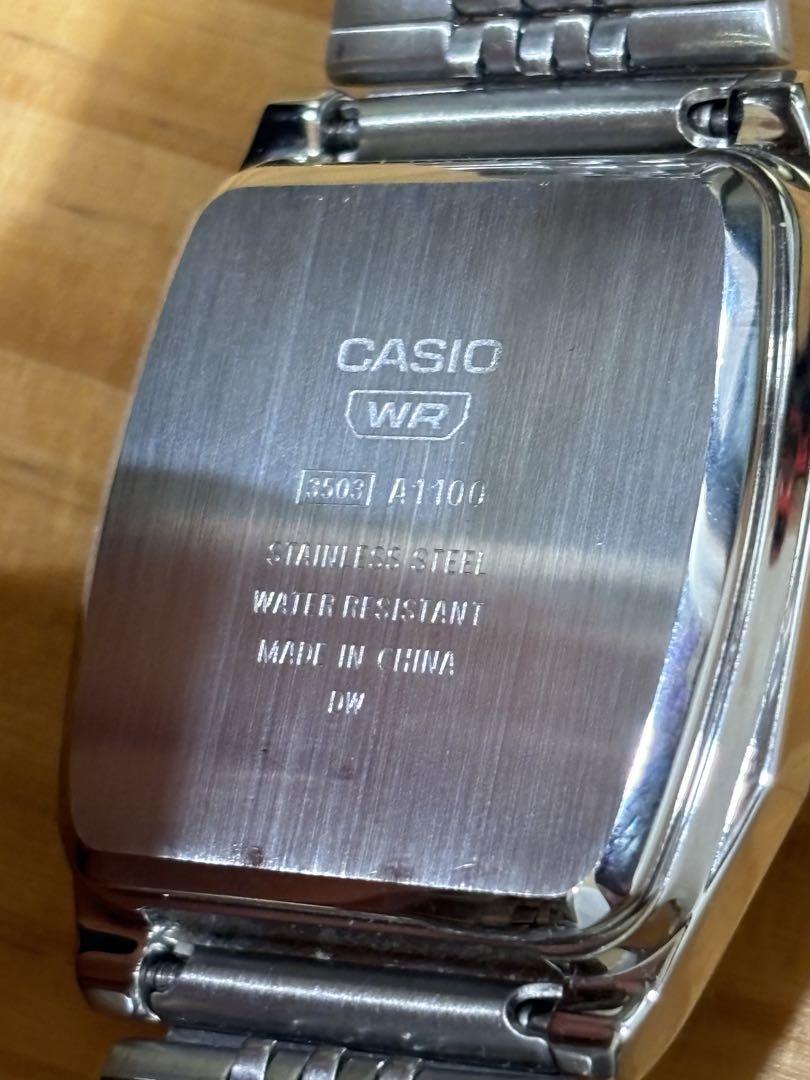 CASIO
WR
3503 A1100
STAINLESS STEEL
WATER RESISTANT
MADE IN CHINA
DW